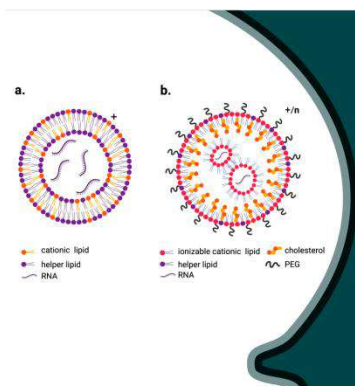 a.
+
cationic lipid
helper lipid
RNA
b.
+/n
ionizable cationic lipid
helper lipid
RNA
cholesterol
PEG